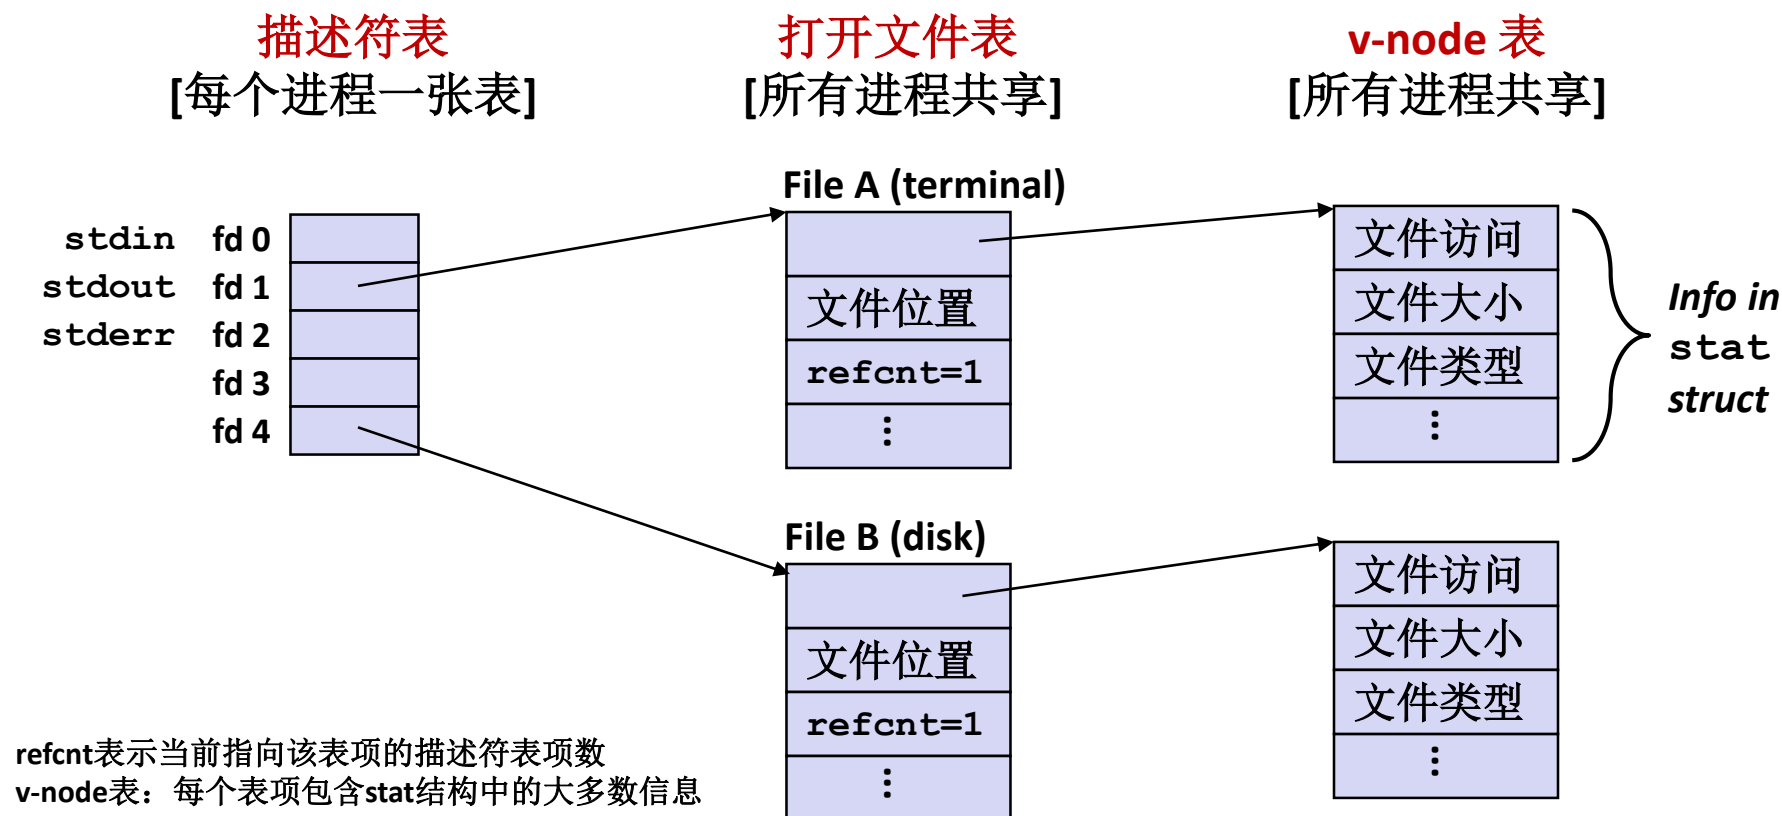 描述符表
[每个进程一张表]
打开文件表
[所有进程共享]
v-node 表
[所有进程共享]
stdin fd 0
stdout fd 1
stderr fd 2
fd 3
fd 4
File A (terminal)
文件位置
refcnt=1
⋮
文件访问
文件大小
文件类型
⋮
Info in
stat
struct
File B (disk)
文件位置
refcnt=1
⋮
文件访问
文件大小
文件类型
⋮
refcnt表示当前指向该表项的描述符表项数
v-node表：每个表项包含stat结构中的大多数信息